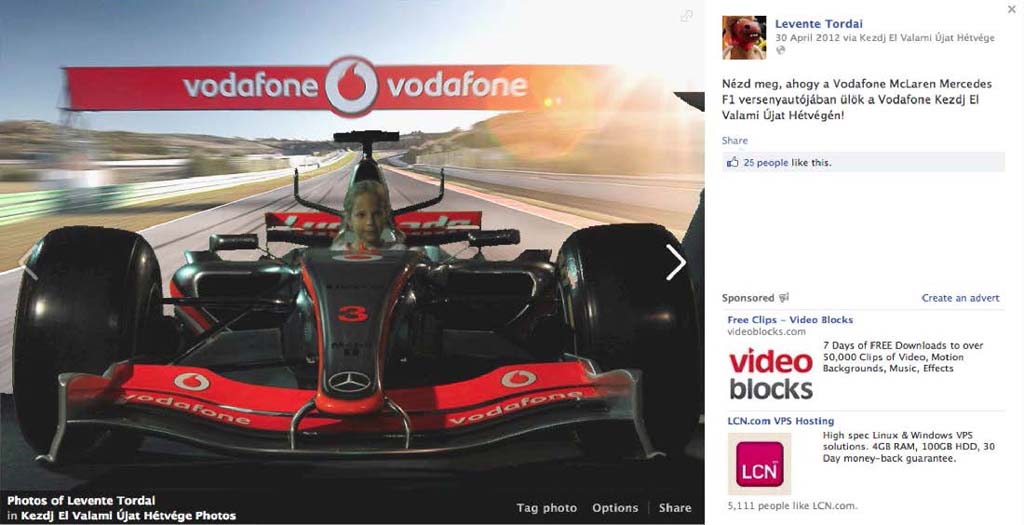 vodafone vodafone
3
vodafone vodafone
Photos of Levente Tordai
in Kezdj El Valami Újat Hétvége Photos
Tag photo Options Share
Levente Tordai
30 April 2012 via Kezdj El Valami Újat Hétvége
Nézd meg, ahogy a Vodafone McLaren Mercedes
F1 versenyautójában ülök a Vodafone Kezdj El
Valami Újat Hétvégén!
Share
25 people like this.
Sponsored
Create an advert
Free Clips - Video Blocks
videoblocks.com
video
blocks
7 Days of FREE Downloads to over
50,000 Clips of Video, Motion
Backgrounds, Music, Effects
LCN.com VPS Hosting
LCN
High spec Linux & Windows VPS
solutions. 4GB RAM, 100GB HDD, 30
Day money-back guarantee.
5,111 people like LCN.com.